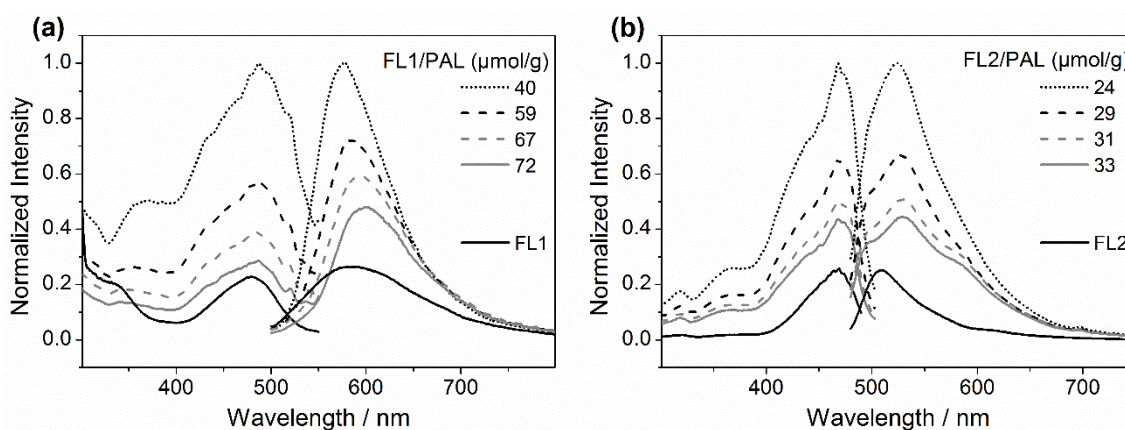 (a)
FL1/PAL (μmol/g)
40
59
67
72
FL1
1.0
0.8
0.6
0.4
0.2
0.0
Normalized Intensity
400 500 600 700
Wavelength / nm
(b)
FL2/PAL (μmol/g)
24
29
31
33
FL2
1.0
0.8
0.6
0.4
0.2
0.0
Normalized Intensity
400 500 600 700
Wavelength / nm